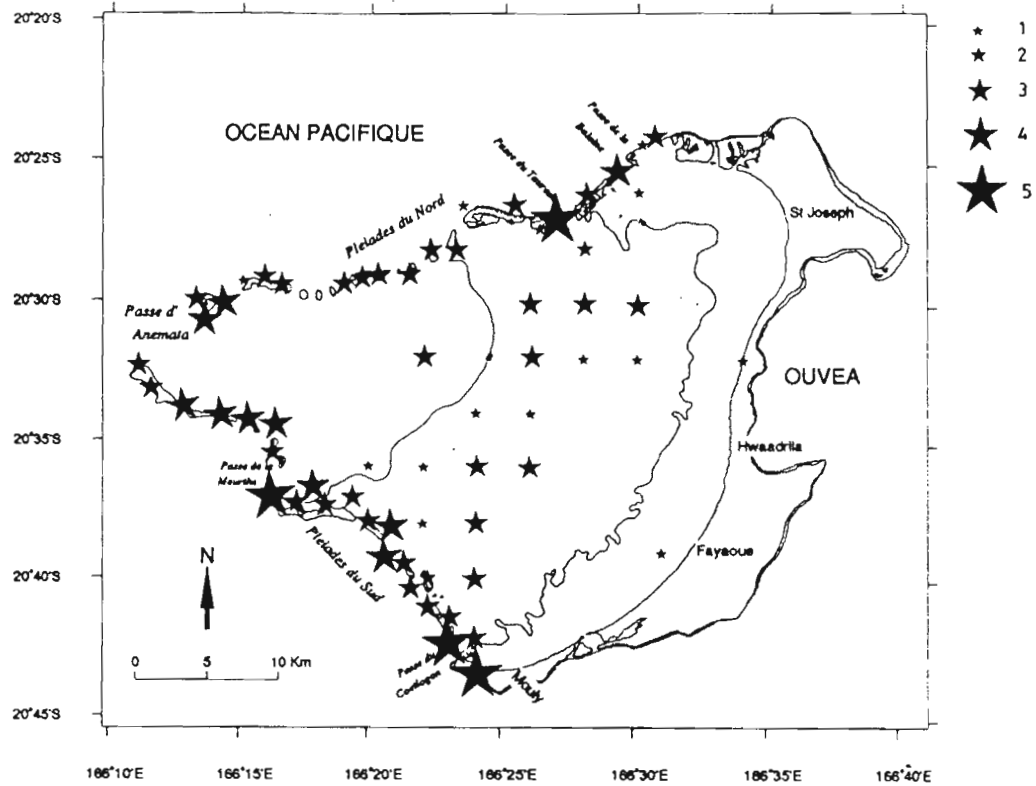 20°20'S
1
2
3
4
5
OCEAN PACIFIQUE
Passe de la
Baleine
Passe du Taureau
20°25'S
Pleiades du Nord
St Joseph
20°30'S
Passe d'
Anemata
OUVEA
20°35'S
Hwaadrila
Passe de la
Meurthe
Pleiades du Sud
Fayaoue
N
20°40'S
0 5 10 Km
Passe du
Coetlogon
Mouly
20°45'S
166°10'E 166°15'E 166°20'E 166°25'E 166°30'E 166°35'E 166°40'E